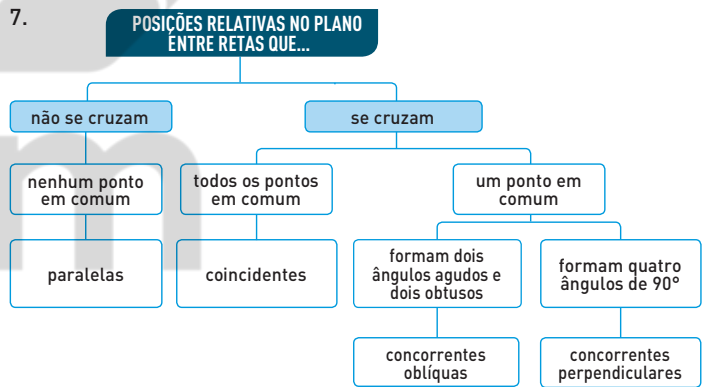 7.
POSIÇÕES RELATIVAS NO PLANO
ENTRE RETAS QUE...
não se cruzam
se cruzam
nenhum ponto
em comum
todos os pontos
em comum
um ponto em
comum
paralelas
coincidentes
formam dois
ângulos agudos e
dois obtusos
formam quatro
ângulos de 90°
concorrentes
oblíquas
concorrentes
perpendiculares